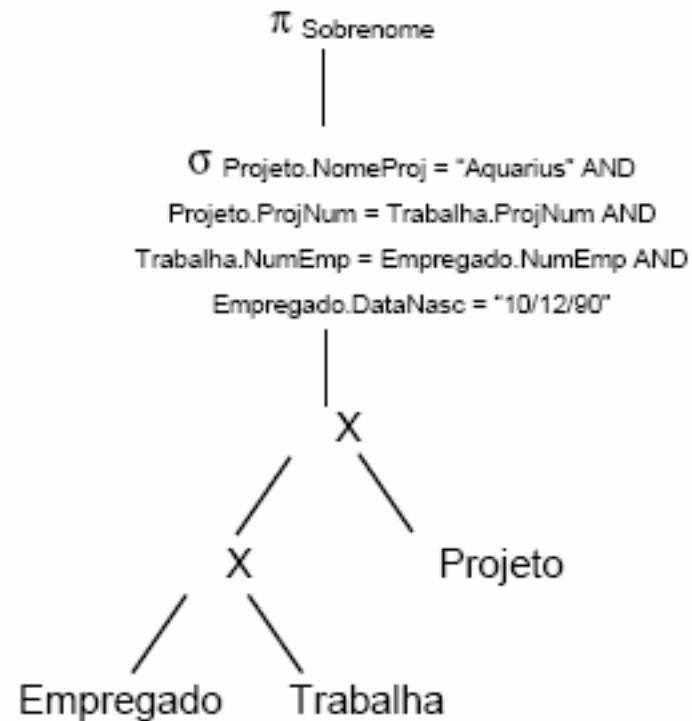 π Sobrenome
σ Projeto.NomeProj = "Aquarius" AND
Projeto.ProjNum = Trabalha.ProjNum AND
Trabalha.NumEmp = Empregado.NumEmp AND
Empregado.DataNasc = "10/12/90"
X
X Projeto
Empregado Trabalha